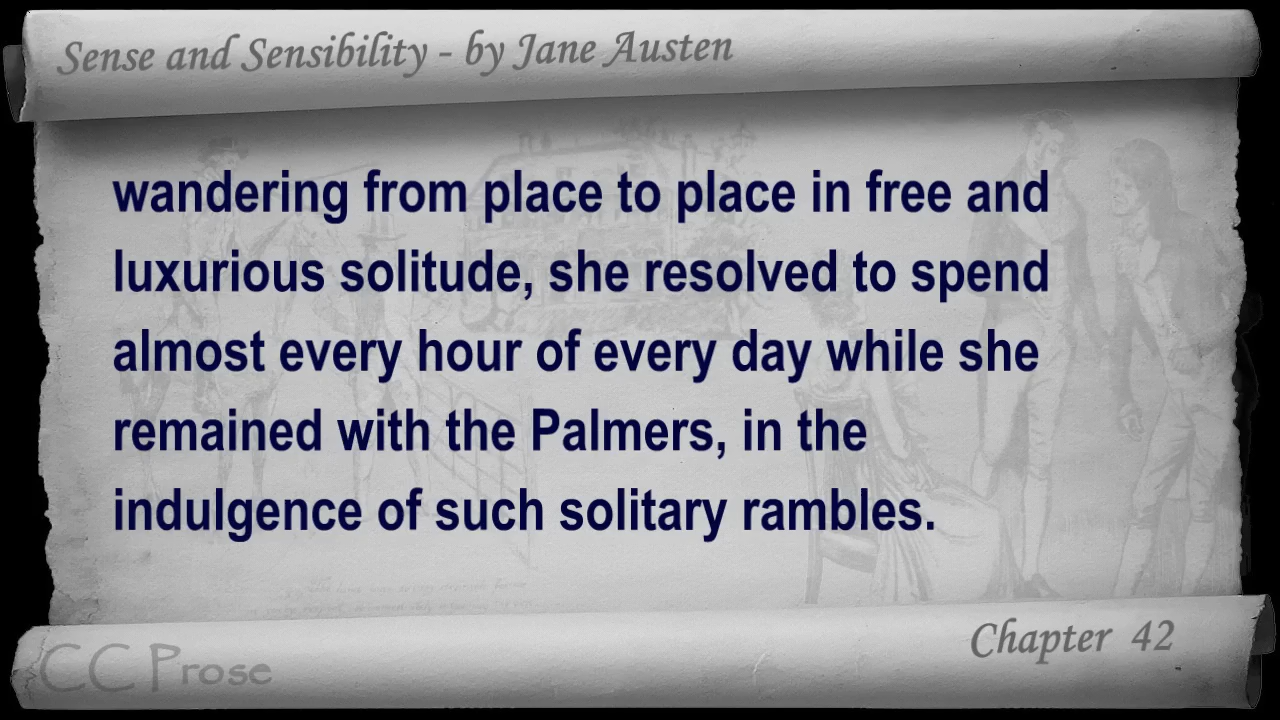 Sense and Sensibility - by Jane Austen
wandering from place to place in free and
luxurious solitude, she resolved to spend
almost every hour of every day while she
remained with the Palmers, in the
indulgence of such solitary rambles.
Chapter 42
CC Prose